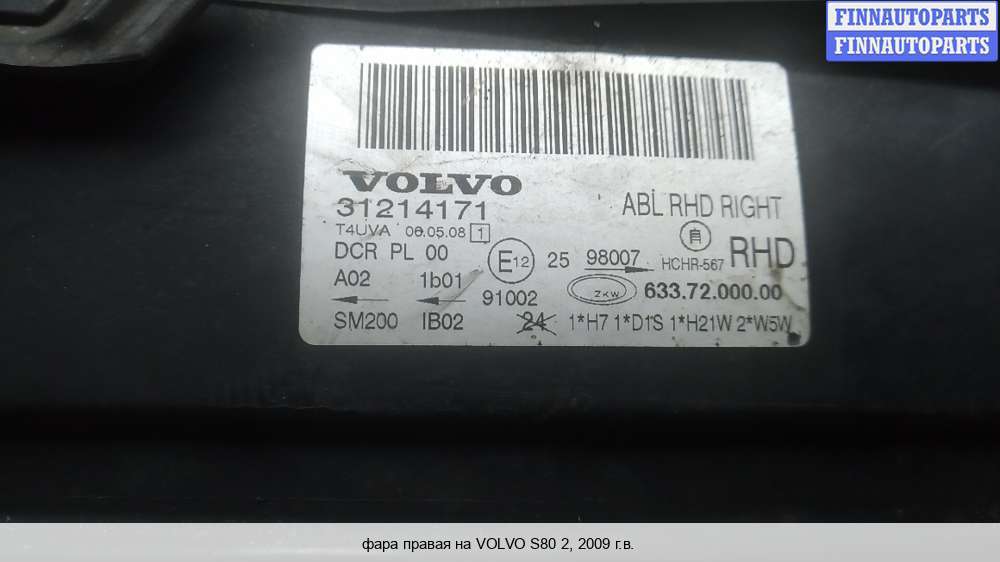 FINNAUTOPARTS
FINNAUTOPARTS
VOLVO
31214171
ABL RHD RIGHT
T4UVA 06.05.08 1
DCR PL 00
E12 25 98007
HCHR-567 RHD
A02 1b01
91002
ZKW 633.72.000.00
SM200 IB02
24 1*H7 1*D1S 1*H21W 2*W5W
фара правая на VOLVO S80 2, 2009 г.в.